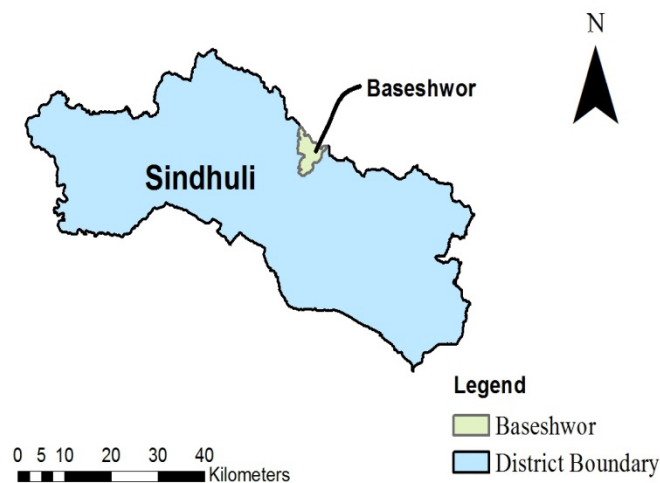 N
Baseshwor
Sindhuli
Legend
Baseshwor
District Boundary
0 5 10 20 30 40
Kilometers